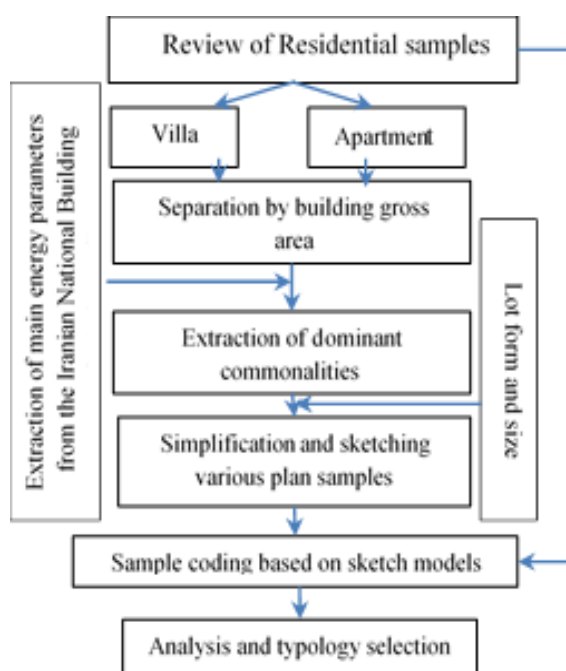 Review of Residential samples
Villa
Apartment
Separation by building gross
area
Extraction of main energy parameters
from the Iranian National Building
Extraction of dominant
commonalities
Lot form and size
Simplification and sketching
various plan samples
Sample coding based on sketch models
Analysis and typology selection